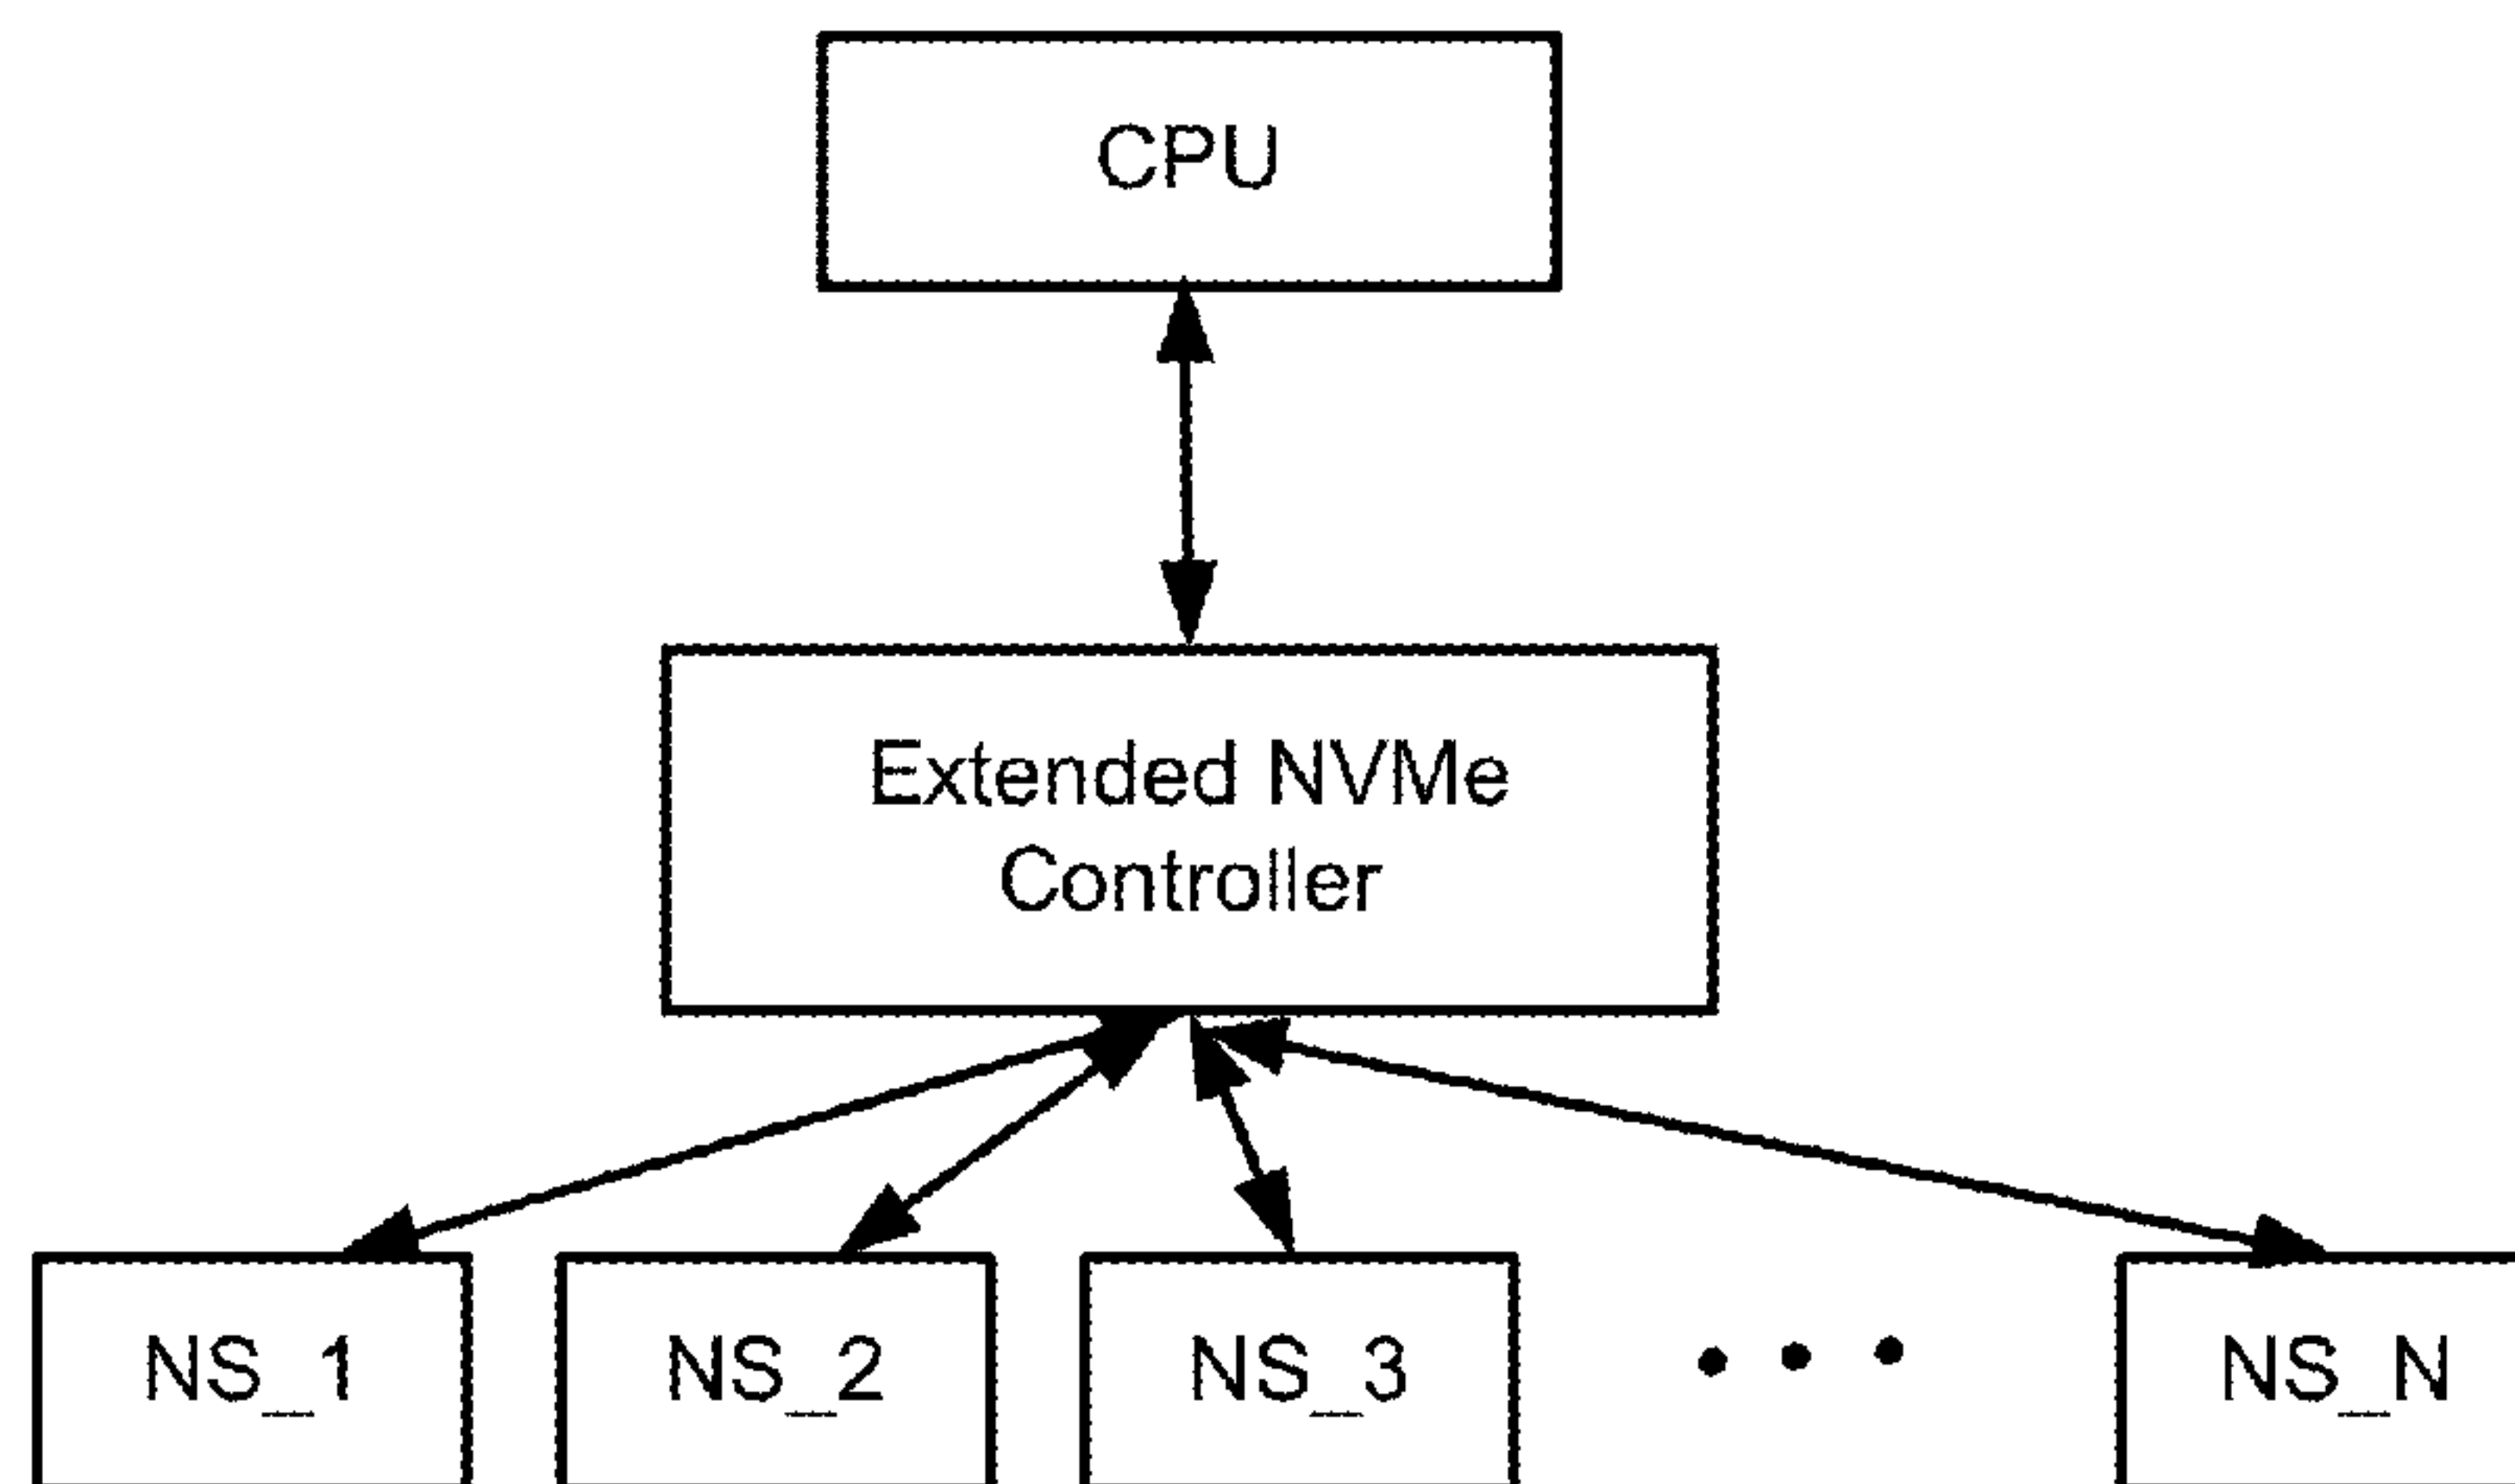 CPU
Extended NVMe
Controller
NS_1
NS_2
NS_3
NS_N